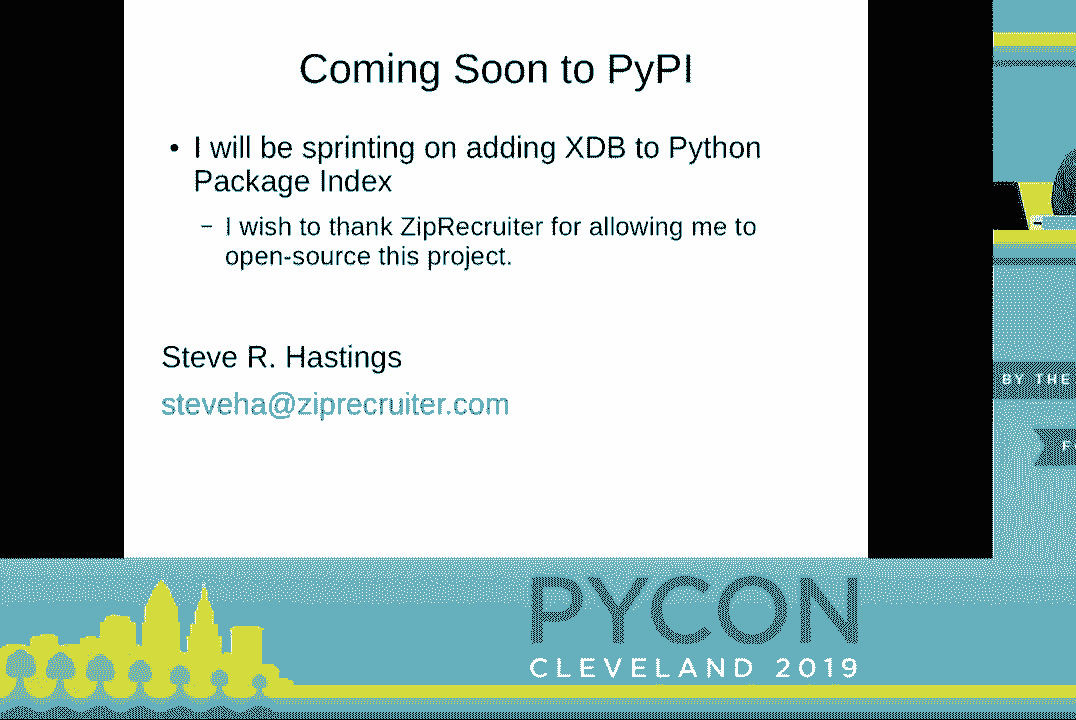 Coming Soon to PyPI
• I will be sprinting on adding XDB to Python
Package Index
– I wish to thank ZipRecruiter for allowing me to
open-source this project.
Steve R. Hastings
steveha@ziprecruiter.com
BY THE
PYCON
CLEVELAND 2019